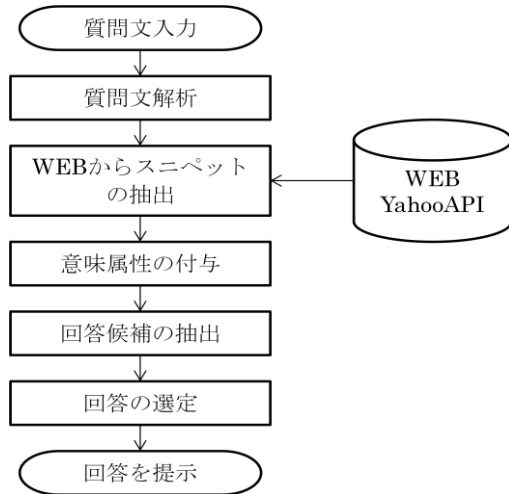 質問文入力
質問文解析
WEBからスニペット
の抽出
WEB
YahooAPI
意味属性の付与
回答候補の抽出
回答の選定
回答を提示